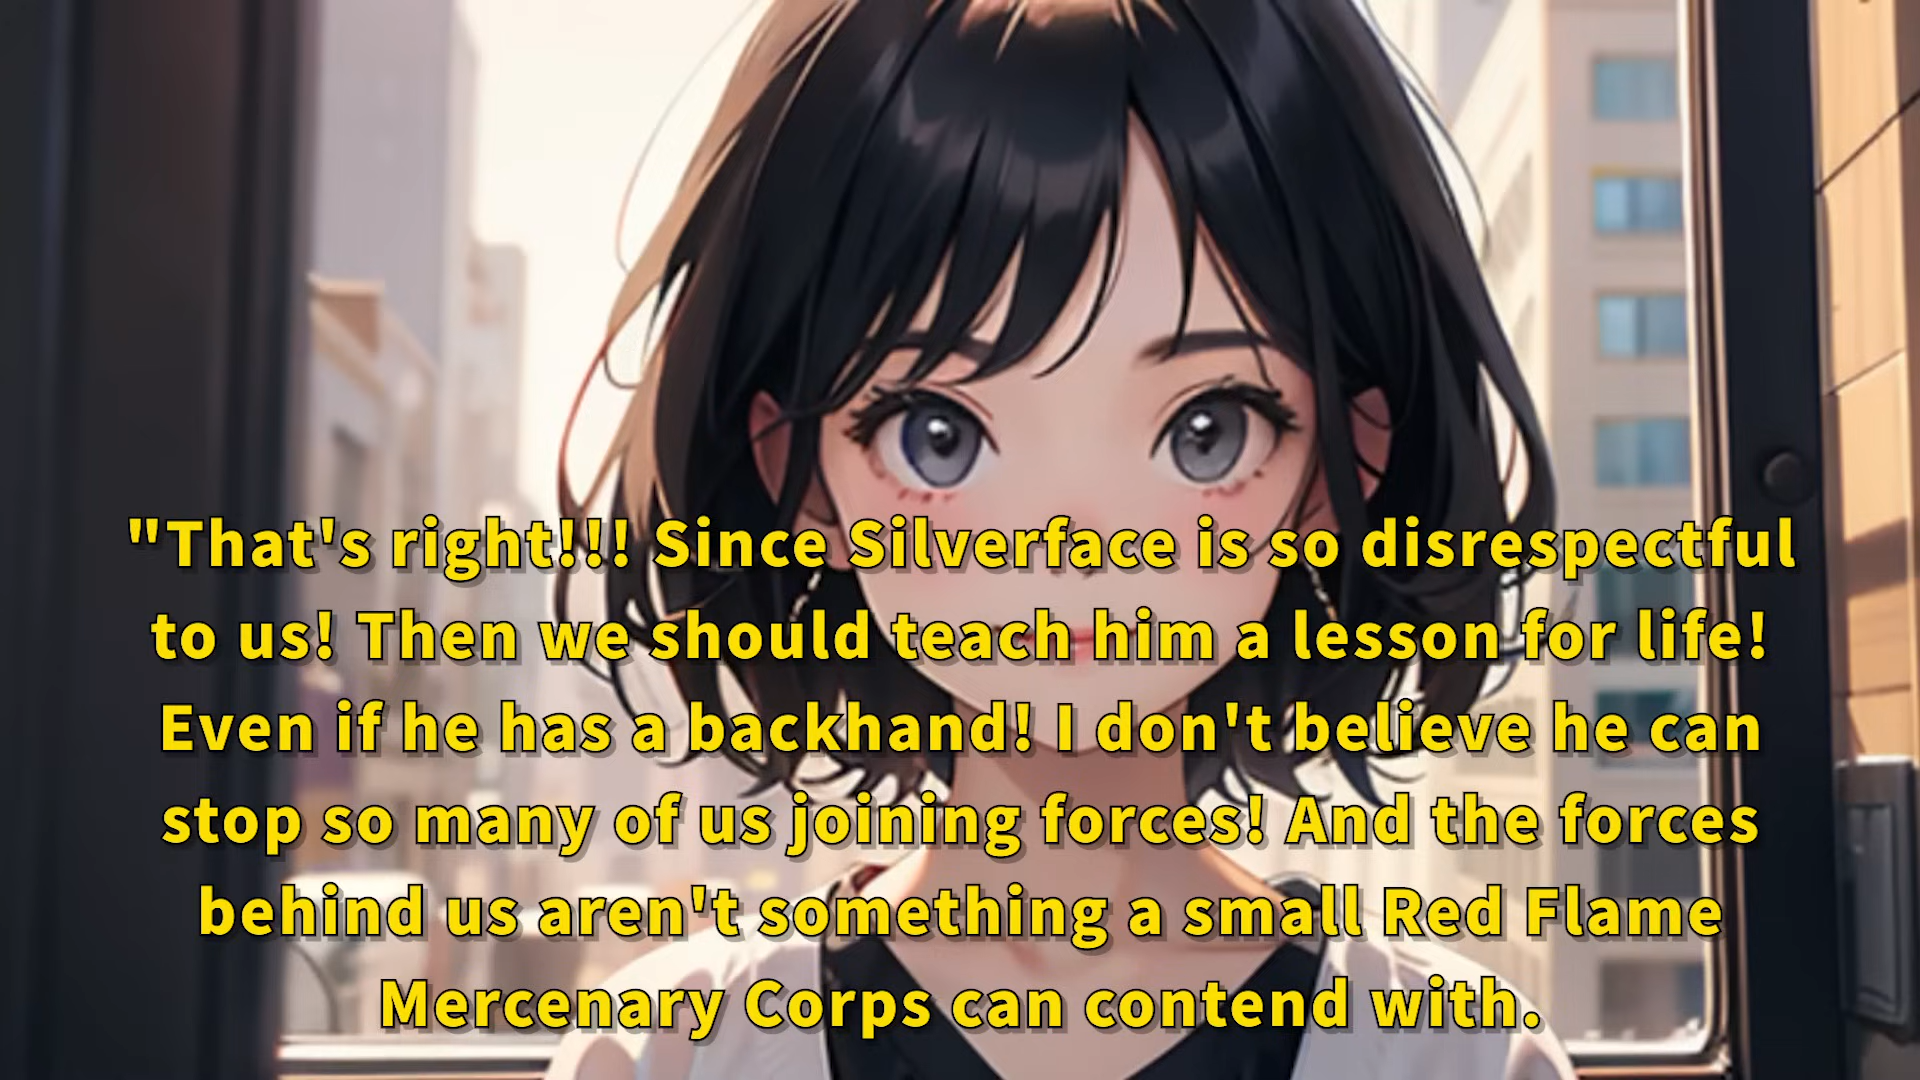 "That's right!!! Since Silverface is so disrespectful
to us! Then we should teach him a lesson for life!
Even if he has a backhand! I don't believe he can
stop so many of us joining forces! And the forces
behind us aren't something a small Red Flame
Mercenary Corps can contend with.